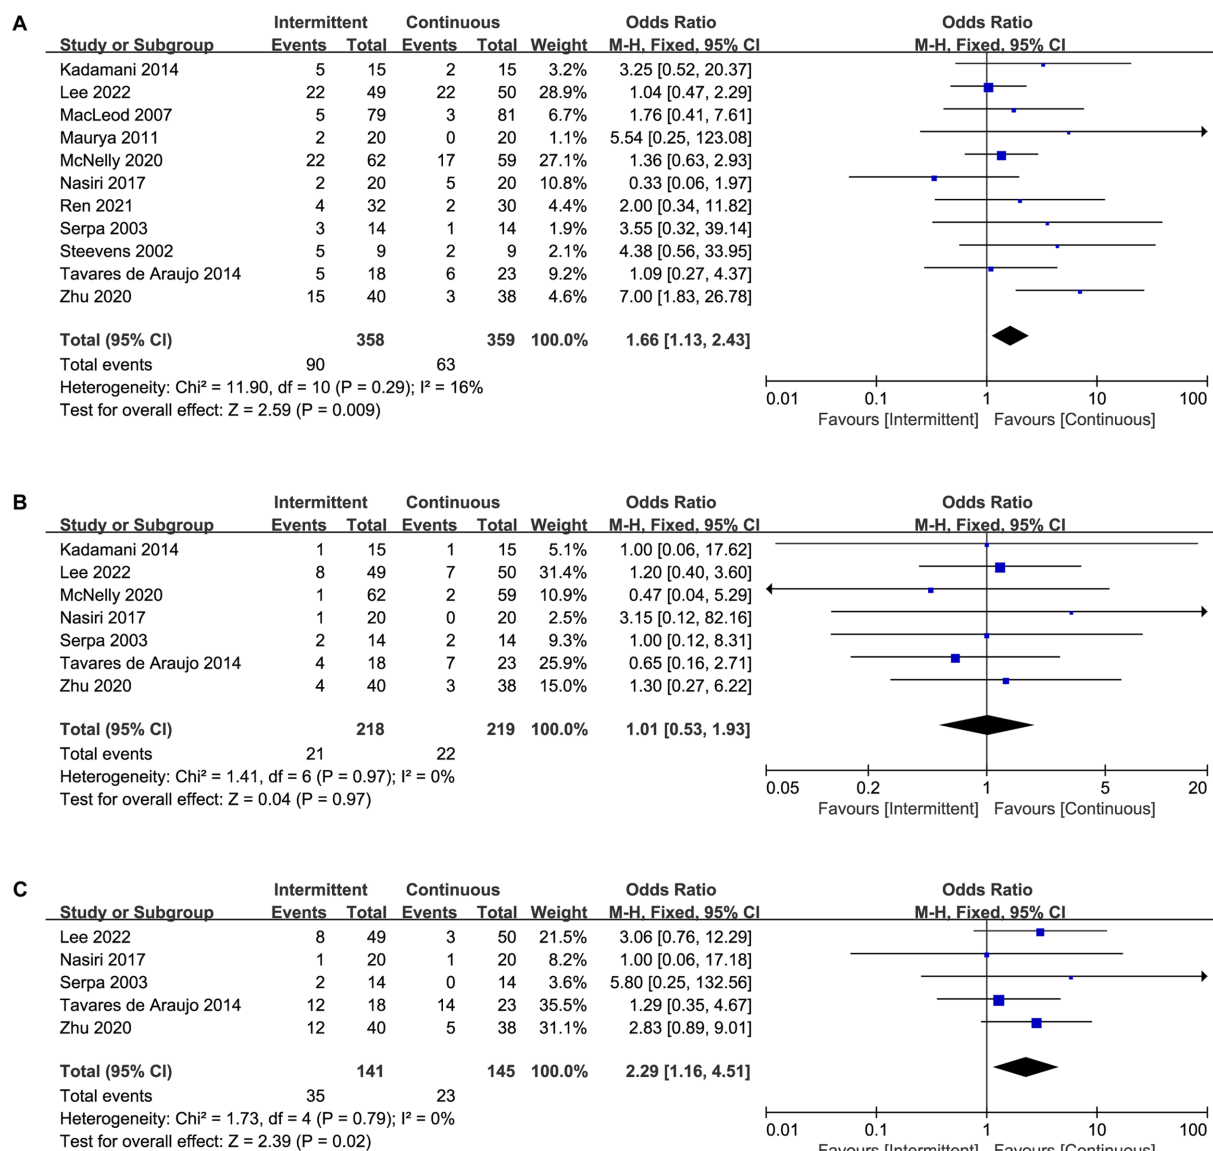 A
Intermittent Continuous Odds Ratio Odds Ratio
Study or Subgroup Events Total Events Total Weight M-H, Fixed, 95% CI M-H, Fixed, 95% CI
Kadamani 2014 5 15 2 15 3.2% 3.25 [0.52, 20.37]
Lee 2022 22 49 22 50 28.9% 1.04 [0.47, 2.29]
MacLeod 2007 5 79 3 81 6.7% 1.76 [0.41, 7.61]
Maurya 2011 2 20 0 20 1.1% 5.54 [0.25, 123.08]
McNelly 2020 22 62 17 59 27.1% 1.36 [0.63, 2.93]
Nasiri 2017 2 20 5 20 10.8% 0.33 [0.06, 1.97]
Ren 2021 4 32 2 30 4.4% 2.00 [0.34, 11.82]
Serpa 2003 3 14 1 14 1.9% 3.55 [0.32, 39.14]
Steevens 2002 5 9 2 9 2.1% 4.38 [0.56, 33.95]
Tavares de Araujo 2014 5 18 6 23 9.2% 1.09 [0.27, 4.37]
Zhu 2020 15 40 3 38 4.6% 7.00 [1.83, 26.78]
Total (95% CI) 358 359 100.0% 1.66 [1.13, 2.43]
Total events 90 63
Heterogeneity: Chi² = 11.90, df = 10 (P = 0.29); I² = 16%
Test for overall effect: Z = 2.59 (P = 0.009)
0.01 0.1 1 10 100
Favours [Intermittent] Favours [Continuous]
B
Intermittent Continuous Odds Ratio Odds Ratio
Study or Subgroup Events Total Events Total Weight M-H, Fixed, 95% CI M-H, Fixed, 95% CI
Kadamani 2014 1 15 1 15 5.1% 1.00 [0.06, 17.62]
Lee 2022 8 49 7 50 31.4% 1.20 [0.40, 3.60]
McNelly 2020 1 62 2 59 10.9% 0.47 [0.04, 5.29]
Nasiri 2017 1 20 0 20 2.5% 3.15 [0.12, 82.16]
Serpa 2003 2 14 2 14 9.3% 1.00 [0.12, 8.31]
Tavares de Araujo 2014 4 18 7 23 25.9% 0.65 [0.16, 2.71]
Zhu 2020 4 40 3 38 15.0% 1.30 [0.27, 6.22]
Total (95% CI) 218 219 100.0% 1.01 [0.53, 1.93]
Total events 21 22
Heterogeneity: Chi² = 1.41, df = 6 (P = 0.97); I² = 0%
Test for overall effect: Z = 0.04 (P = 0.97)
0.05 0.2 1 5 20
Favours [Intermittent] Favours [Continuous]
C
Intermittent Continuous Odds Ratio Odds Ratio
Study or Subgroup Events Total Events Total Weight M-H, Fixed, 95% CI M-H, Fixed, 95% CI
Lee 2022 8 49 3 50 21.5% 3.06 [0.76, 12.29]
Nasiri 2017 1 20 1 20 8.2% 1.00 [0.06, 17.18]
Serpa 2003 2 14 0 14 3.6% 5.80 [0.25, 132.56]
Tavares de Araujo 2014 12 18 14 23 35.5% 1.29 [0.35, 4.67]
Zhu 2020 12 40 5 38 31.1% 2.83 [0.89, 9.01]
Total (95% CI) 141 145 100.0% 2.29 [1.16, 4.51]
Total events 35 23
Heterogeneity: Chi² = 1.73, df = 4 (P = 0.79); I² = 0%
Test for overall effect: Z = 2.39 (P = 0.02)
0.01 0.1 1 10 100
Favours [Intermittent] Favours [Continuous]